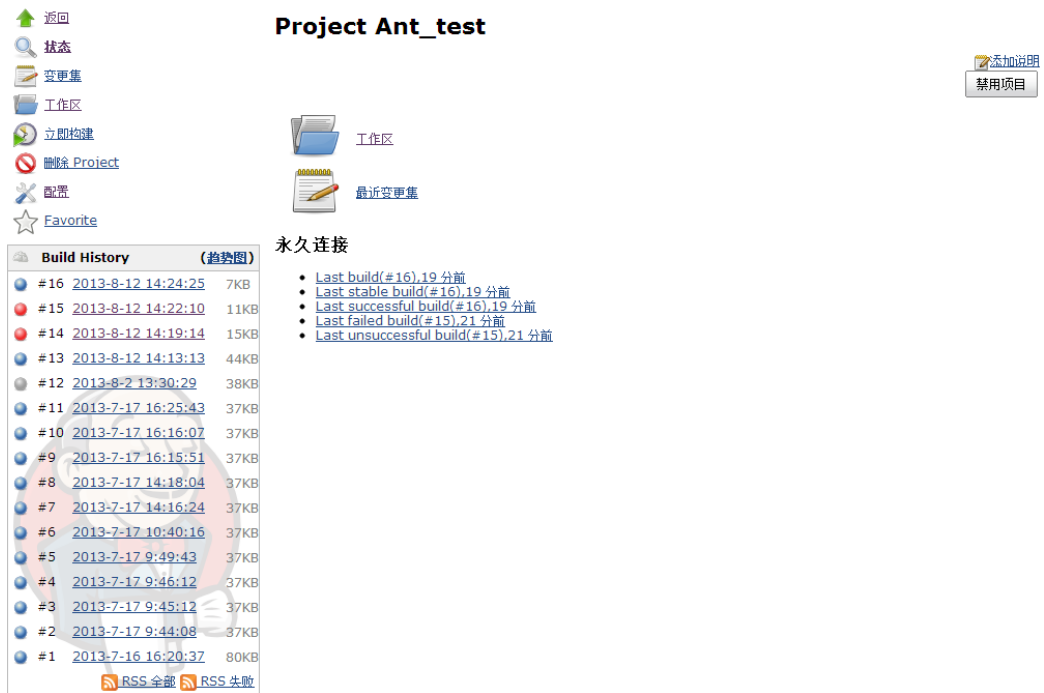 返回
状态
变更集
工作区
立即构建
删除 Project
配置
Favorite
Build History (趋势图)
#16 2013-8-12 14:24:25 7KB
#15 2013-8-12 14:22:10 11KB
#14 2013-8-12 14:19:14 15KB
#13 2013-8-12 14:13:13 44KB
#12 2013-8-2 13:30:29 38KB
#11 2013-7-17 16:25:43 37KB
#10 2013-7-17 16:16:07 37KB
#9 2013-7-17 16:15:51 37KB
#8 2013-7-17 14:18:04 37KB
#7 2013-7-17 14:16:24 37KB
#6 2013-7-17 10:40:16 37KB
#5 2013-7-17 9:49:43 37KB
#4 2013-7-17 9:46:12 37KB
#3 2013-7-17 9:45:12 37KB
#2 2013-7-17 9:44:08 37KB
#1 2013-7-16 16:20:37 80KB
RSS 全部 RSS 失败
Project Ant_test
添加说明
禁用项目
工作区
最近变更集
永久连接
Last build(#16),19 分前
Last stable build(#16),19 分前
Last successful build(#16),19 分前
Last failed build(#15),21 分前
Last unsuccessful build(#15),21 分前